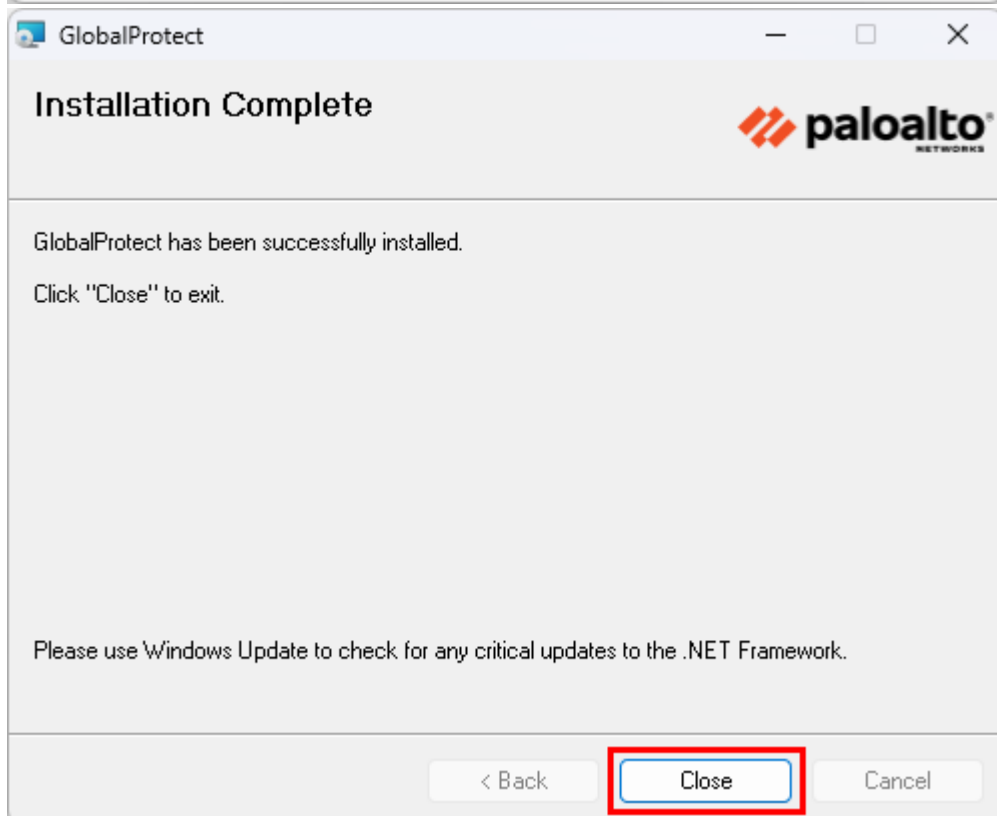 GlobalProtect
Installation Complete
paloalto®
NETWORKS
GlobalProtect has been successfully installed.
Click "Close" to exit.
Please use Windows Update to check for any critical updates to the .NET Framework.
< Back
Close
Cancel